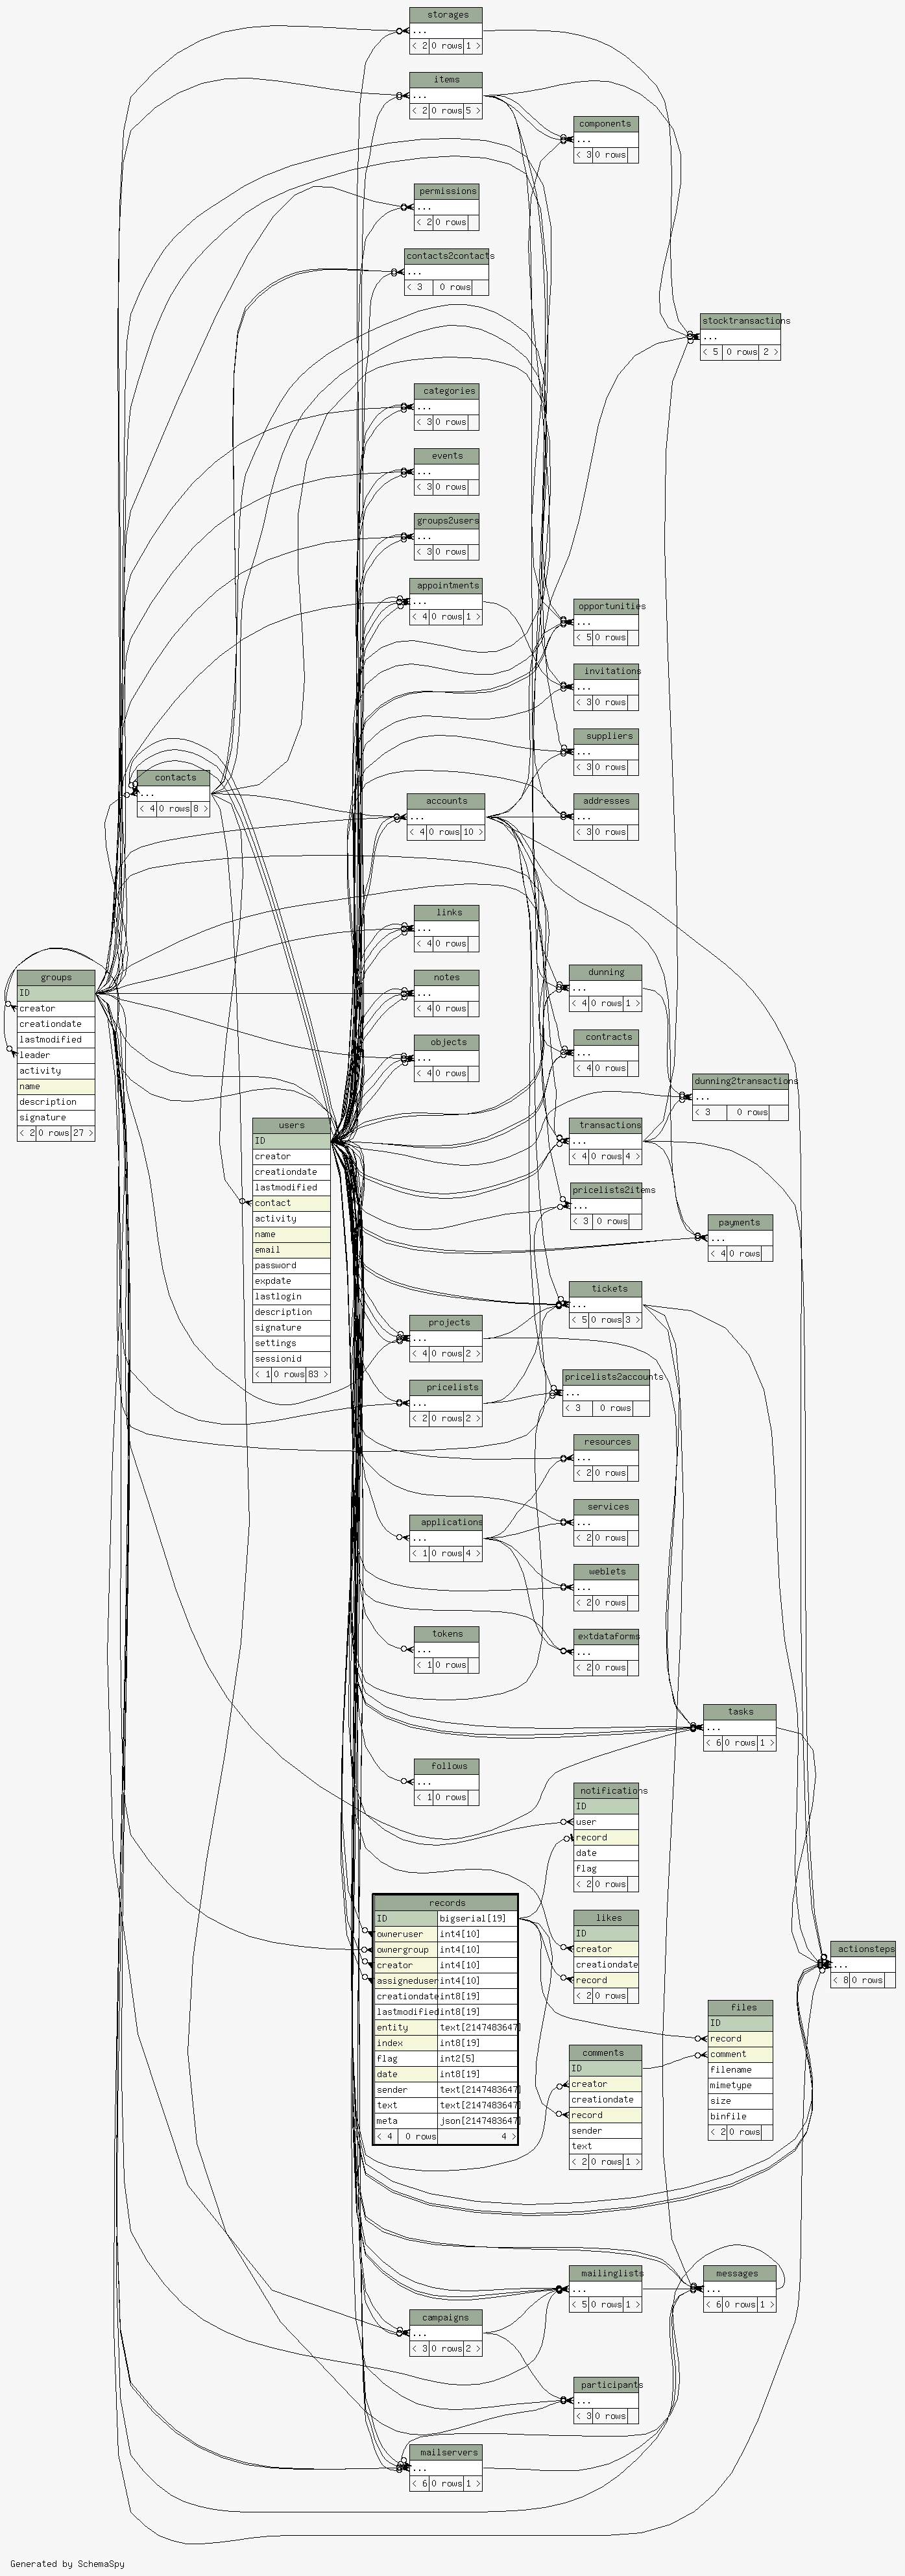 storages
...
< 2 0 rows 1 >
items
...
< 2 0 rows 5 >
components
...
< 3 0 rows
permissions
...
< 2 0 rows
contacts2contacts
...
< 3 0 rows
stocktransactions
...
< 5 0 rows 2 >
categories
...
< 3 0 rows
events
...
< 3 0 rows
groups2users
...
< 3 0 rows
appointments
...
< 4 0 rows 1 >
opportunities
...
< 5 0 rows
invitations
...
< 3 0 rows
suppliers
...
< 3 0 rows
contacts
...
< 4 0 rows 8 >
accounts
...
< 4 0 rows 10 >
addresses
...
< 3 0 rows
links
...
< 4 0 rows
groups
ID
creator
creationdate
lastmodified
leader
activity
name
description
signature
< 2 0 rows 27 >
notes
...
< 4 0 rows
dunning
...
< 4 0 rows 1 >
objects
...
< 4 0 rows
contracts
...
< 4 0 rows
dunning2transactions
...
< 3 0 rows
users
ID
creator
creationdate
lastmodified
contact
activity
name
email
password
expdate
lastlogin
description
signature
settings
sessionid
< 1 0 rows 83 >
transactions
...
< 4 0 rows 4 >
pricelists2items
...
< 3 0 rows
payments
...
< 4 0 rows
tickets
...
< 5 0 rows 3 >
projects
...
< 4 0 rows 2 >
pricelists
...
< 2 0 rows 2 >
pricelists2accounts
...
< 3 0 rows
resources
...
< 2 0 rows
services
...
< 2 0 rows
applications
...
< 1 0 rows 4 >
weblets
...
< 2 0 rows
tokens
...
< 1 0 rows
extdataforms
...
< 2 0 rows
tasks
...
< 6 0 rows 1 >
follows
...
< 1 0 rows
notifications
ID
user
record
date
flag
< 2 0 rows
records
ID bigserial[19]
owneruser int4[10]
ownergroup int4[10]
creator int4[10]
assigneduser int4[10]
creationdate int8[19]
lastmodified int8[19]
entity text[2147483647]
index int8[19]
flag int2[5]
date int8[19]
sender text[2147483647]
text text[2147483647]
meta json[2147483647]
< 4 0 rows 4 >
likes
ID
creator
creationdate
record
< 2 0 rows
actionsteps
...
< 8 0 rows
files
ID
record
comment
filename
mimetype
size
binfile
< 2 0 rows
comments
ID
creator
creationdate
record
sender
text
< 2 0 rows 1 >
mailinglists
...
< 5 0 rows 1 >
messages
...
< 6 0 rows 1 >
campaigns
...
< 3 0 rows 2 >
participants
...
< 3 0 rows
mailservers
...
< 6 0 rows 1 >
Generated by SchemaSpy